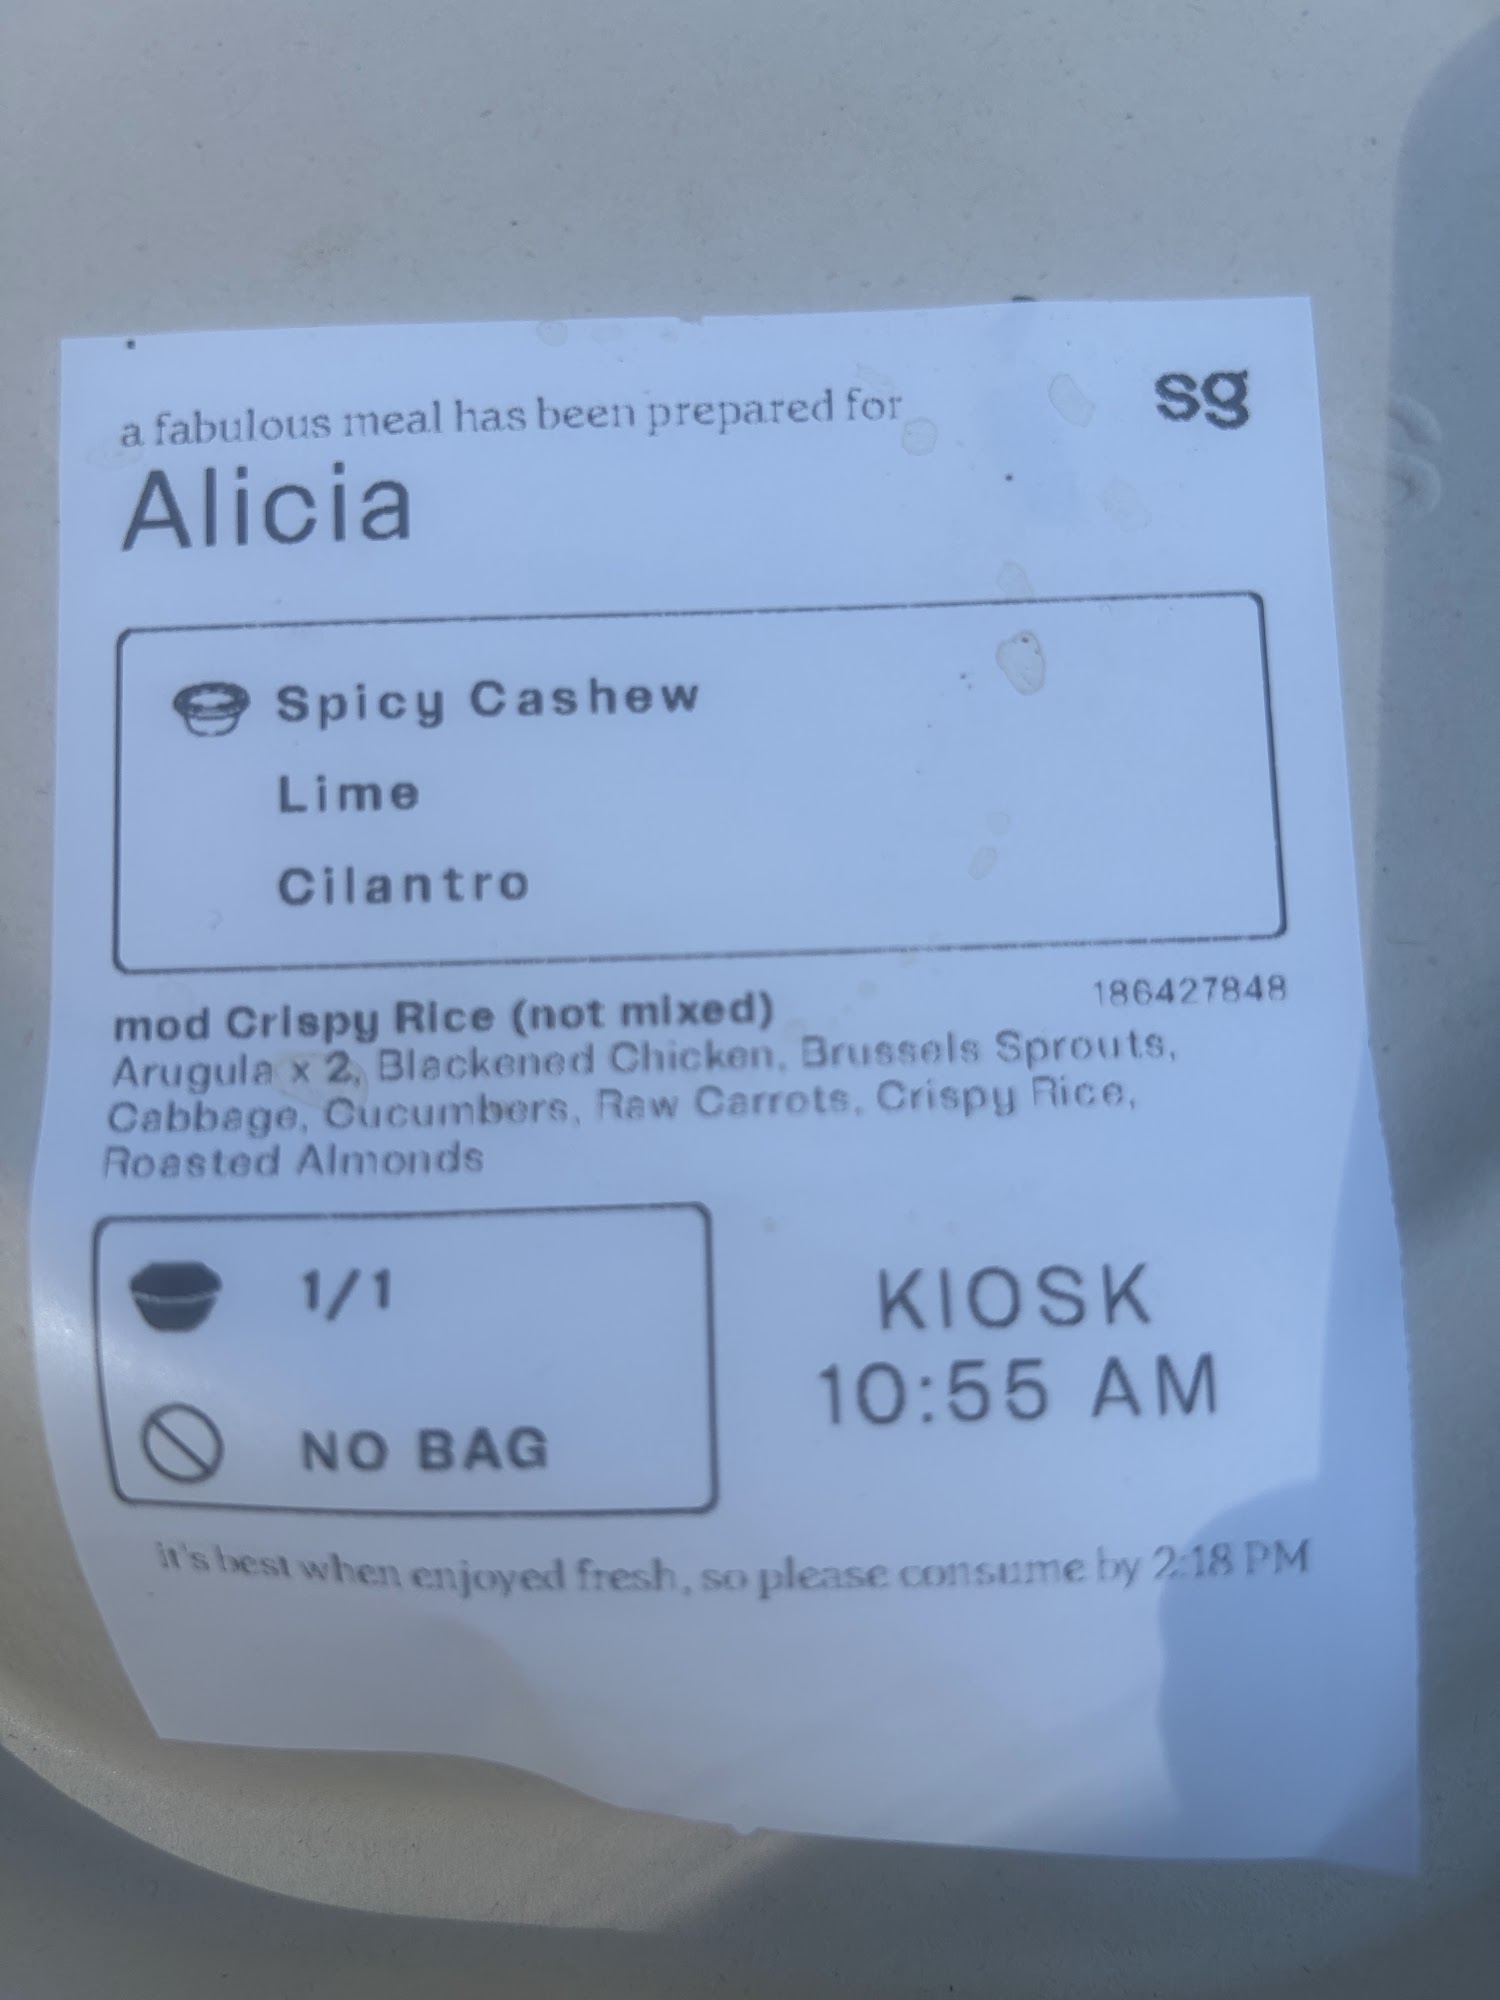 a fabulous meal has been prepared for
sg
Alicia
Spicy Cashew
Lime
Cilantro
186427848
mod Crispy Rice (not mixed)
Arugula x 2, Blackened Chicken, Brussels Sprouts,
Cabbage, Cucumbers, Raw Carrots, Crispy Rice,
Roasted Almonds
1/1
NO BAG
KIOSK
10:55 AM
it's best when enjoyed fresh, so please consume by 2:18 PM